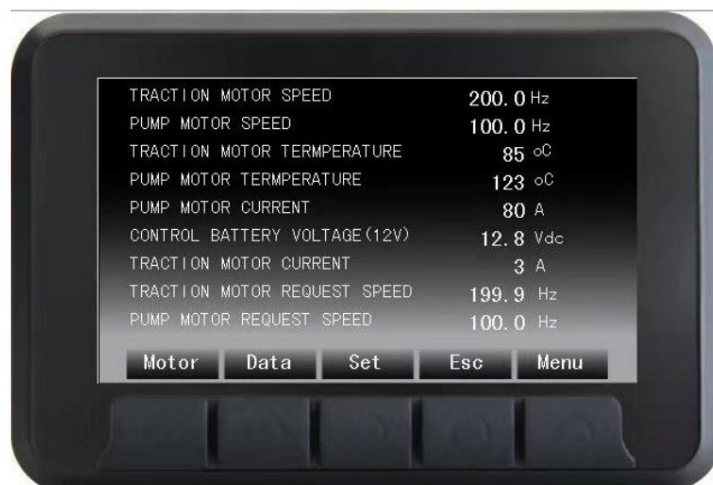 TRACTION MOTOR SPEED 200.0 Hz
PUMP MOTOR SPEED 100.0 Hz
TRACTION MOTOR TERMPERATURE 85 oC
PUMP MOTOR TERMPERATURE 123 oC
PUMP MOTOR CURRENT 80 A
CONTROL BATTERY VOLTAGE(12V) 12.8 Vdc
TRACTION MOTOR CURRENT 3 A
TRACTION MOTOR REQUEST SPEED 199.9 Hz
PUMP MOTOR REQUEST SPEED 100.0 Hz
Motor Data Set Esc Menu